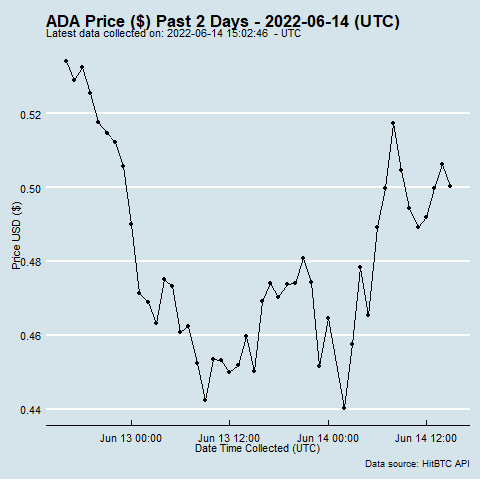 ADA Price ($) Past 2 Days - 2022-06-14 (UTC)
Latest data collected on: 2022-06-14 15:02:46 - UTC
Price USD ($)
0.52
0.50
0.48
0.46
0.44
Jun 13 00:00 Jun 13 12:00 Jun 14 00:00 Jun 14 12:00
Date Time Collected (UTC)
Data source: HitBTC API